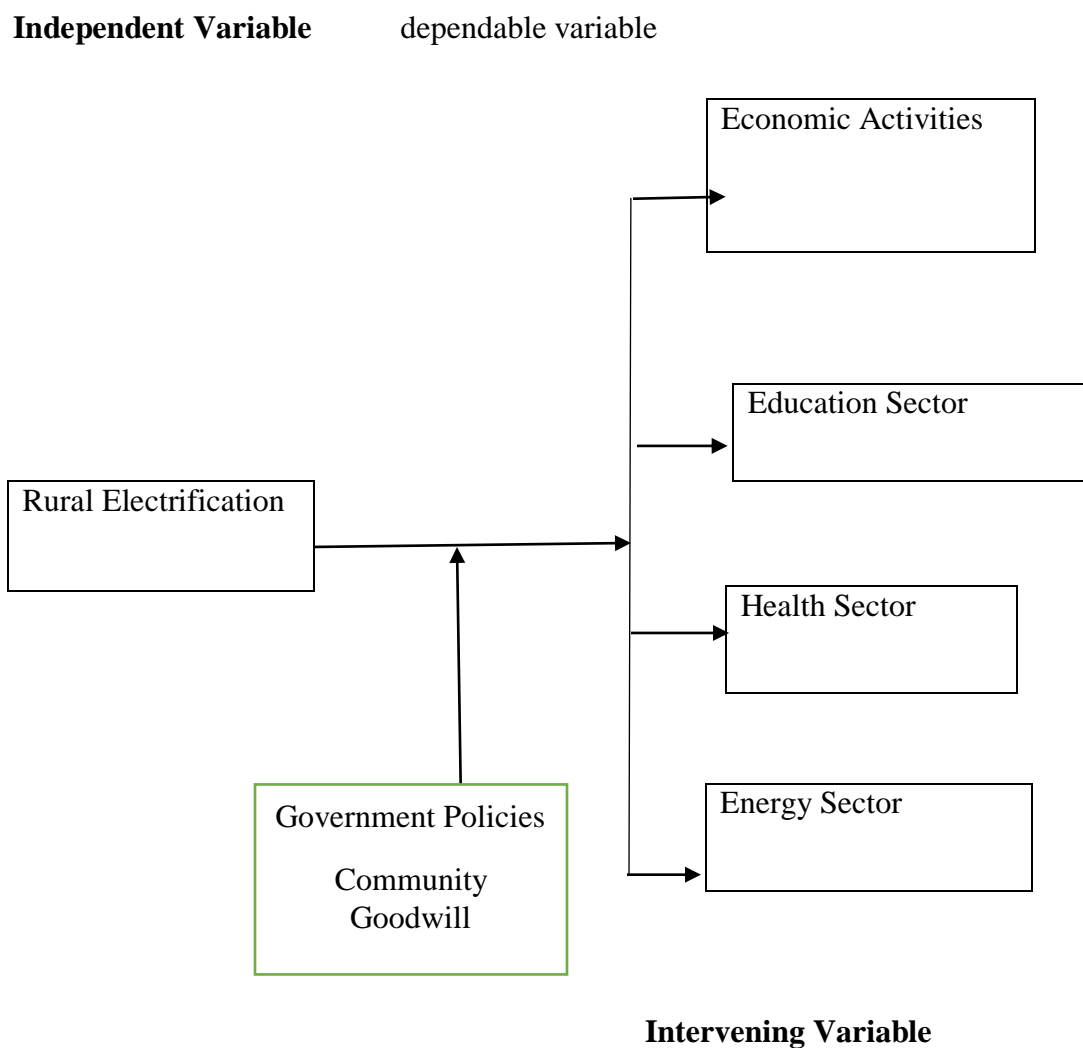 Independent Variable dependable variable
Economic Activities
Education Sector
Rural Electrification
Health Sector
Government Policies
Community
Goodwill
Energy Sector
Intervening Variable